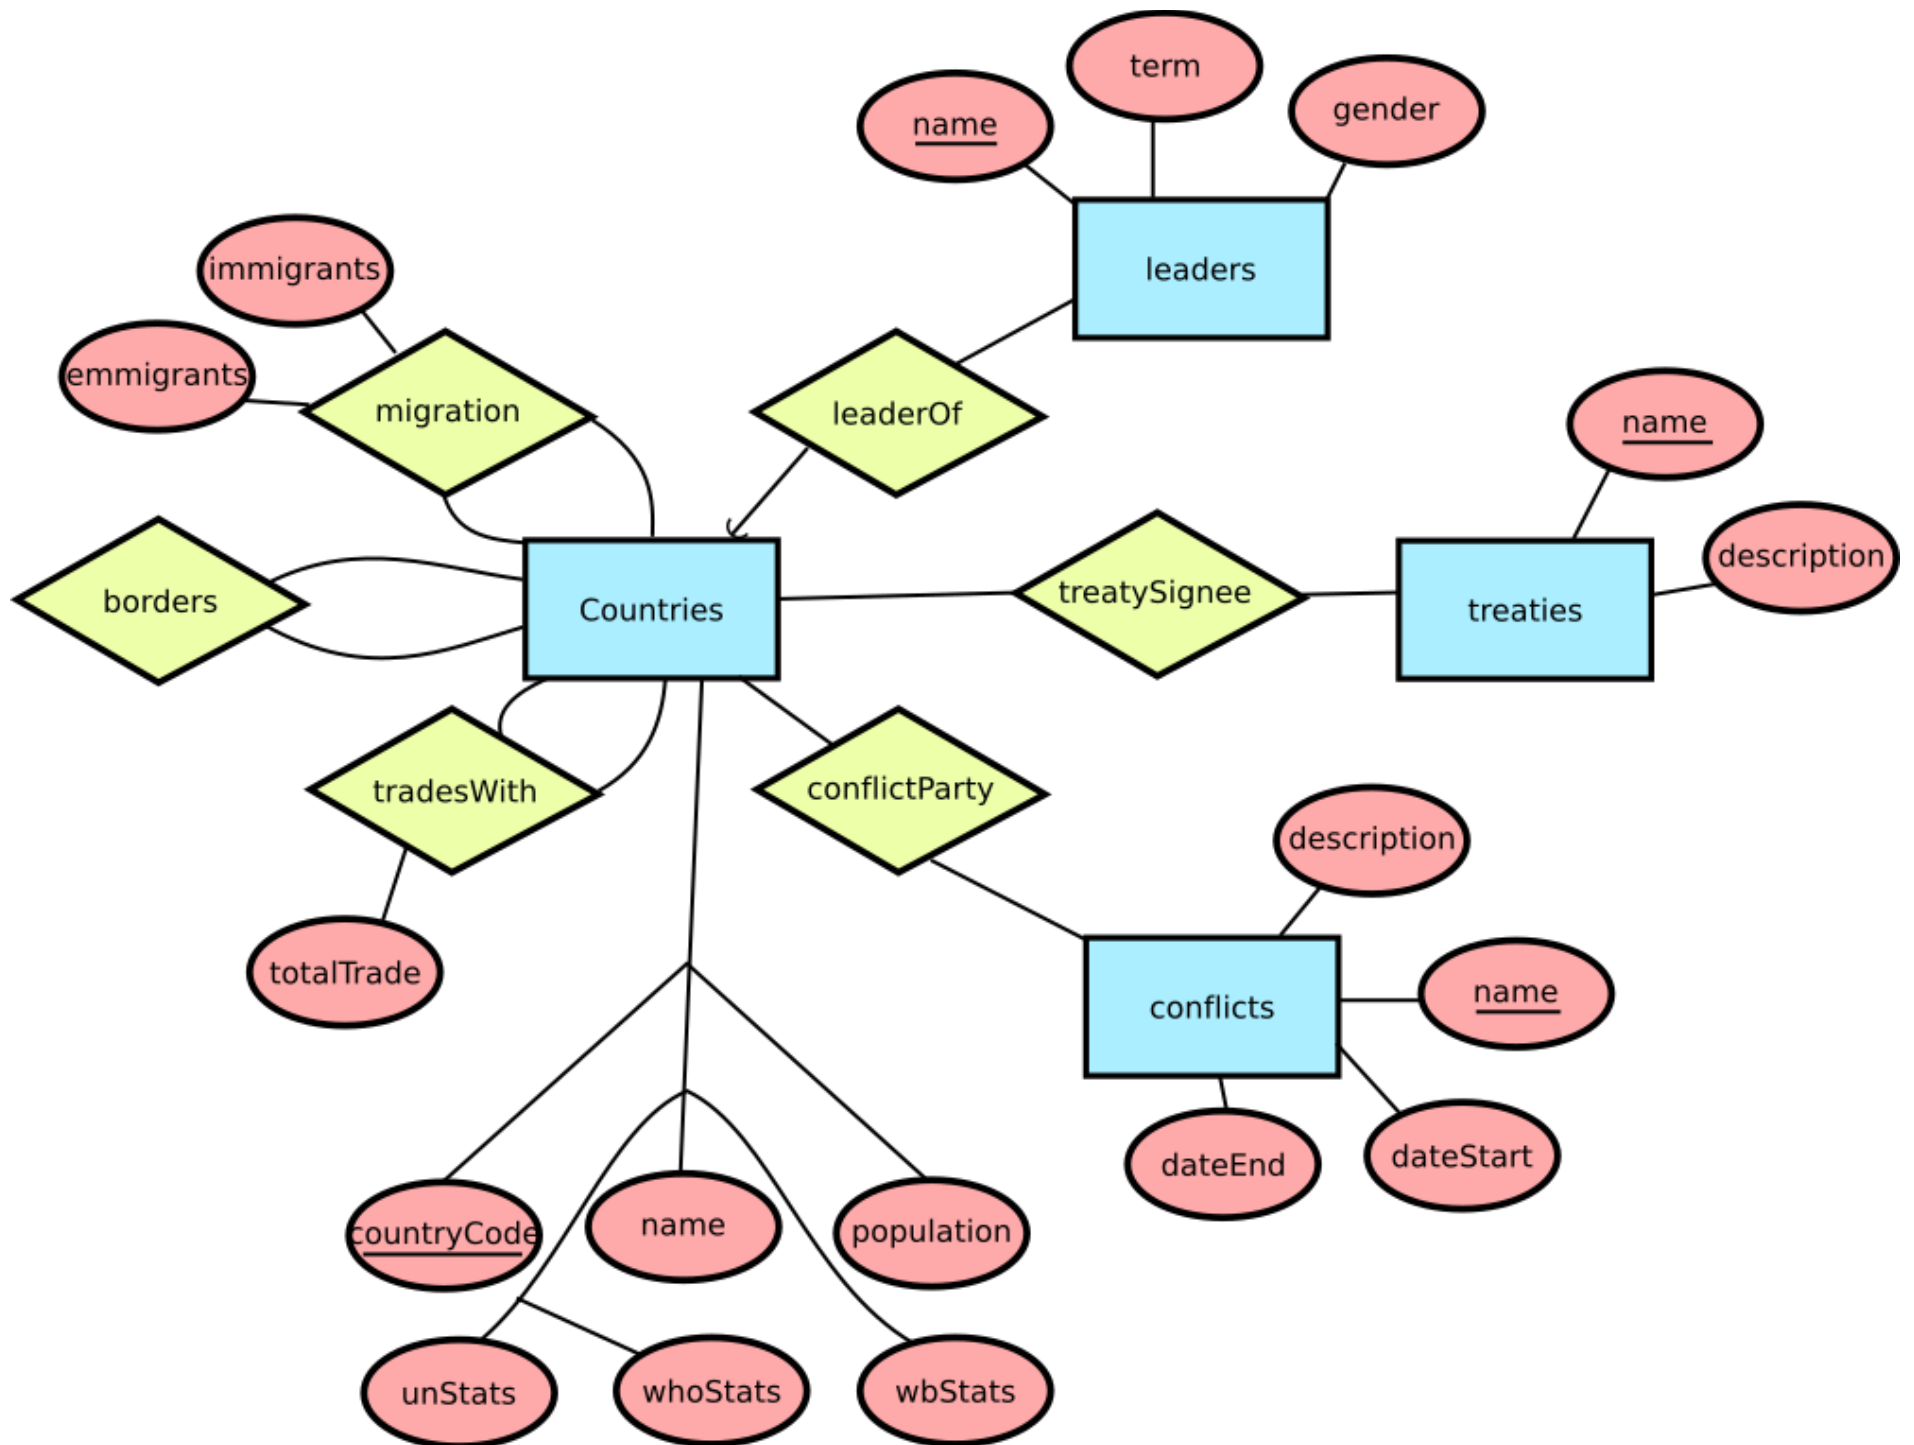 term
gender
name
immigrants
leaders
emmigrants
migration
leaderOf
name
description
borders
Countries
treatySignee
treaties
tradesWith
conflictParty
description
totalTrade
name
conflicts
dateEnd
dateStart
countryCode
name
population
unStats
whoStats
wbStats